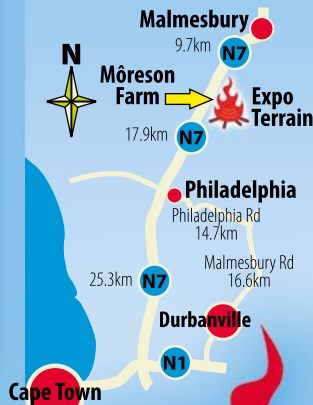 Malmesbury
9.7km
N7
N
Môreson
Farm
Expo
Terrain
17.9km
N7
Philadelphia
Philadelphia Rd
14.7km
Malmesbury Rd
16.6km
25.3km
N7
Durbanville
N1
Cape Town